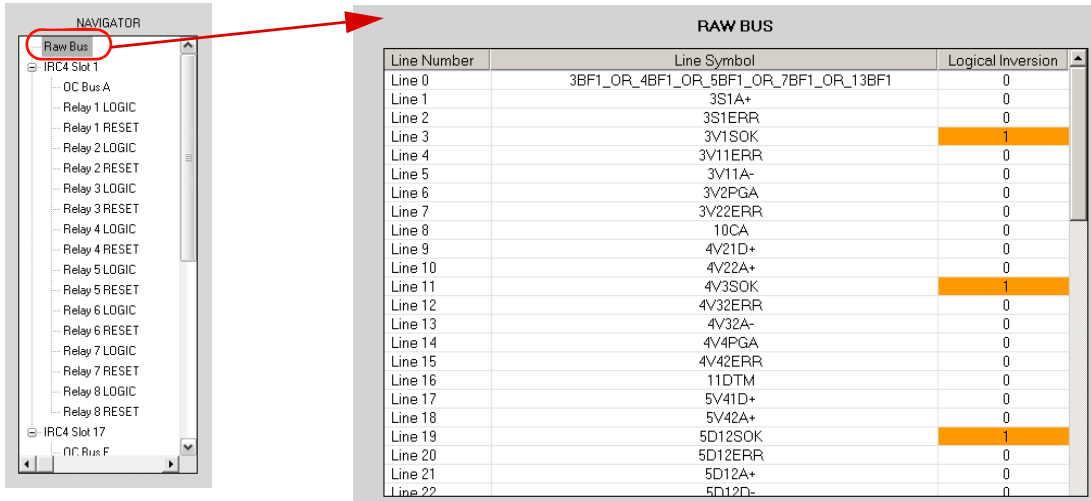 NAVIGATOR
Raw Bus
IRC4 Slot 1
OC Bus A
Relay 1 LOGIC
Relay 1 RESET
Relay 2 LOGIC
Relay 2 RESET
Relay 3 LOGIC
Relay 3 RESET
Relay 4 LOGIC
Relay 4 RESET
Relay 5 LOGIC
Relay 5 RESET
Relay 6 LOGIC
Relay 6 RESET
Relay 7 LOGIC
Relay 7 RESET
Relay 8 LOGIC
Relay 8 RESET
IRC4 Slot 17
OC Bus E
RAW BUS
Line Number Line Symbol Logical Inversion
Line 0 3BF1_OR_4BF1_OR_5BF1_OR_7BF1_OR_13BF1 0
Line 1 3S1A+ 0
Line 2 3S1ERR 0
Line 3 3V1SOK 1
Line 4 3V11ERR 0
Line 5 3V11A- 0
Line 6 3V2PGA 0
Line 7 3V22ERR 0
Line 8 10CA 0
Line 9 4V21D+ 0
Line 10 4V22A+ 0
Line 11 4V3SOK 1
Line 12 4V32ERR 0
Line 13 4V32A- 0
Line 14 4V4PGA 0
Line 15 4V42ERR 0
Line 16 11DTM 0
Line 17 5V41D+ 0
Line 18 5V42A+ 0
Line 19 5D12SOK 1
Line 20 5D12ERR 0
Line 21 5D12A+ 0
Line 22 5D12D- 0